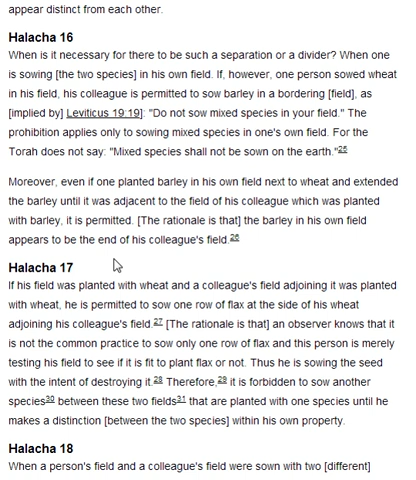 appear distinct from each other.
Halacha 16
When is it necessary for there to be such a separation or a divider? When one
is sowing [the two species] in his own field. If, however, one person sowed wheat
in his field, his colleague is permitted to sow barley in a bordering [field], as
[implied by] Leviticus 19:19]: "Do not sow mixed species in your field." The
prohibition applies only to sowing mixed species in one's own field. For the
Torah does not say: "Mixed species shall not be sown on the earth."25
Moreover, even if one planted barley in his own field next to wheat and extended
the barley until it was adjacent to the field of his colleague which was planted
with barley, it is permitted. [The rationale is that] the barley in his own field
appears to be the end of his colleague's field.26
Halacha 17
If his field was planted with wheat and a colleague's field adjoining it was planted
with wheat, he is permitted to sow one row of flax at the side of his wheat
adjoining his colleague's field.27 [The rationale is that] an observer knows that it
is not the common practice to sow only one row of flax and this person is merely
testing his field to see if it is fit to plant flax or not. Thus he is sowing the seed
with the intent of destroying it.28 Therefore,29 it is forbidden to sow another
species30 between these two fields31 that are planted with one species until he
makes a distinction [between the two species] within his own property.
Halacha 18
When a person's field and a colleague's field were sown with two [different]